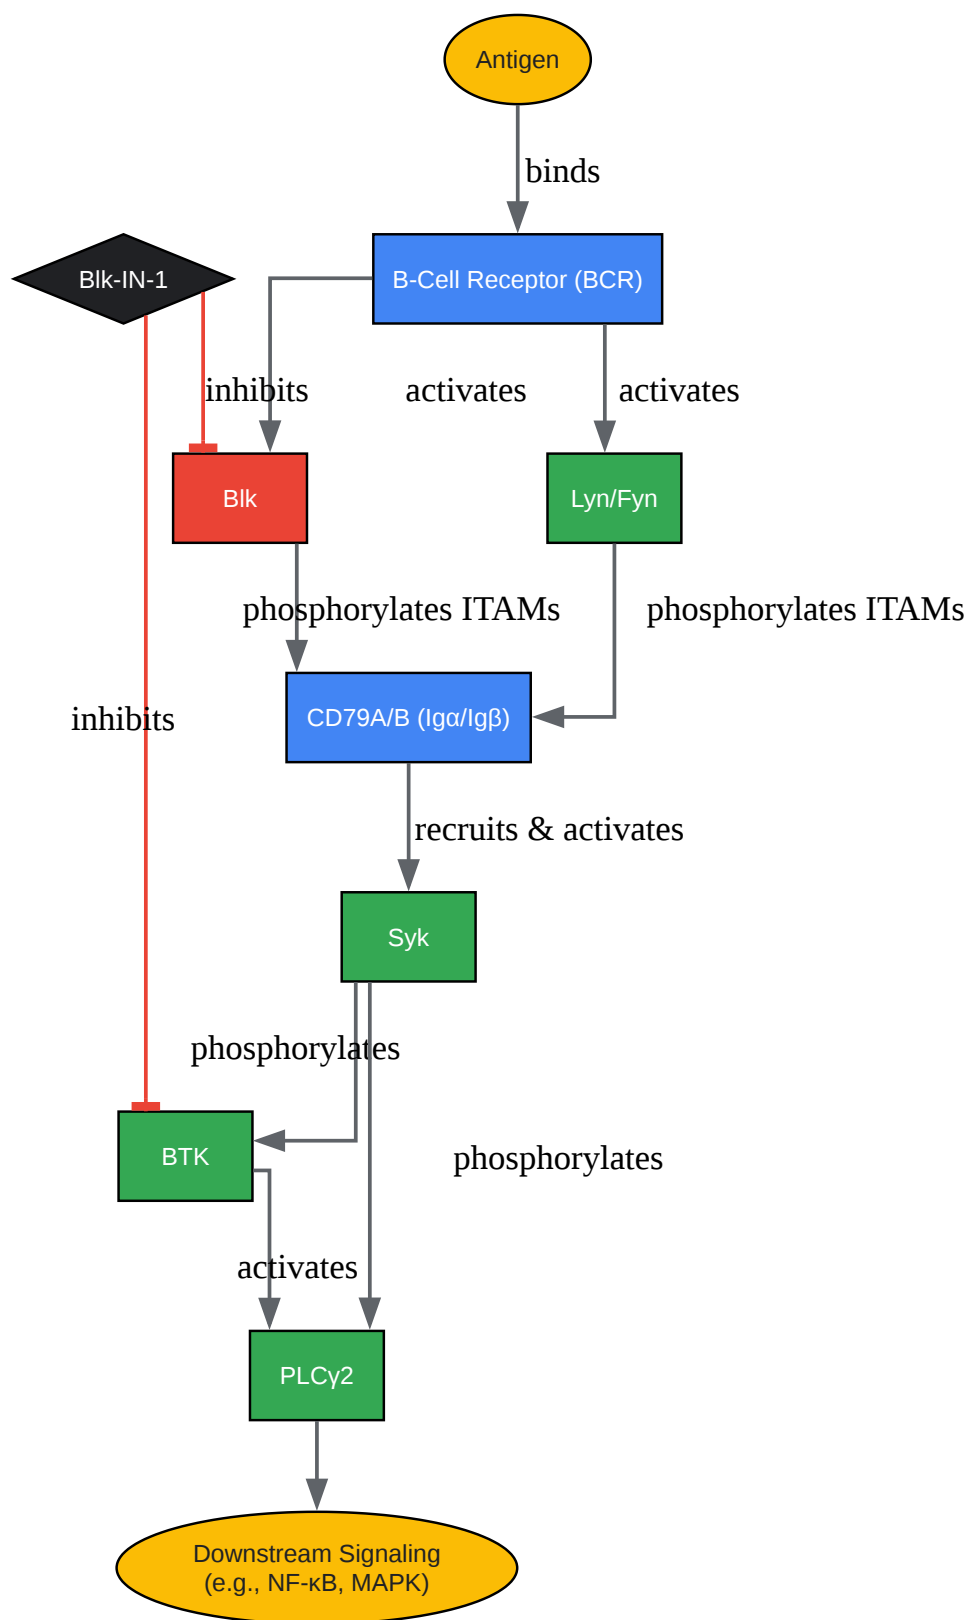 Antigen
binds
Blk-IN-1
B-Cell Receptor (BCR)
inhibits
activates
activates
Blk
Lyn/Fyn
phosphorylates ITAMs
phosphorylates ITAMs
inhibits
CD79A/B (Igα/Igβ)
recruits & activates
Syk
phosphorylates
BTK
phosphorylates
activates
PLCγ2
Downstream Signaling
(e.g., NF-κB, MAPK)